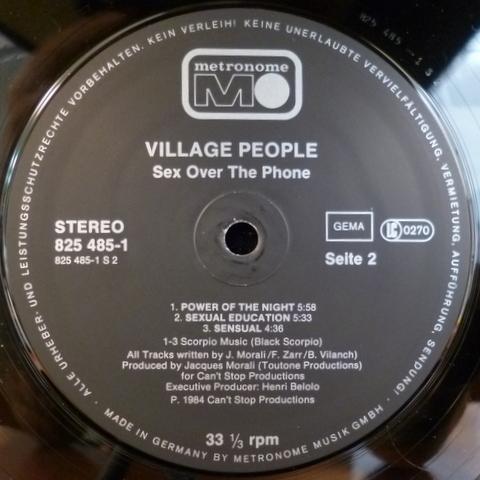 ALLE URHEBER- UND LEISTUNGSSCHUTZRECHTE VORBEHALTEN. KEIN VERLEIH! KEINE UNERLAUBTE VERVIELFÄLTIGUNG, VERMIETUNG, AUFFÜHRUNG, SENDUNG!
825 485-1 S
metronome
M
VILLAGE PEOPLE
Sex Over The Phone
STEREO
825 485-1
825 485-1 S 2
GEMA
LC 0270
Seite 2
1. POWER OF THE NIGHT 5:58
2. SEXUAL EDUCATION 5:33
3. SENSUAL 4:36
1-3 Scorpio Music (Black Scorpio)
All Tracks written by J. Morali/F. Zarr/B. Vilanch)
Produced by Jacques Morali (Toutone Productions)
for Can't Stop Productions
Executive Producer: Henri Belolo
P. 1984 Can't Stop Productions
33 ⅓ rpm
· MADE IN GERMANY BY METRONOME MUSIK GMBH ·